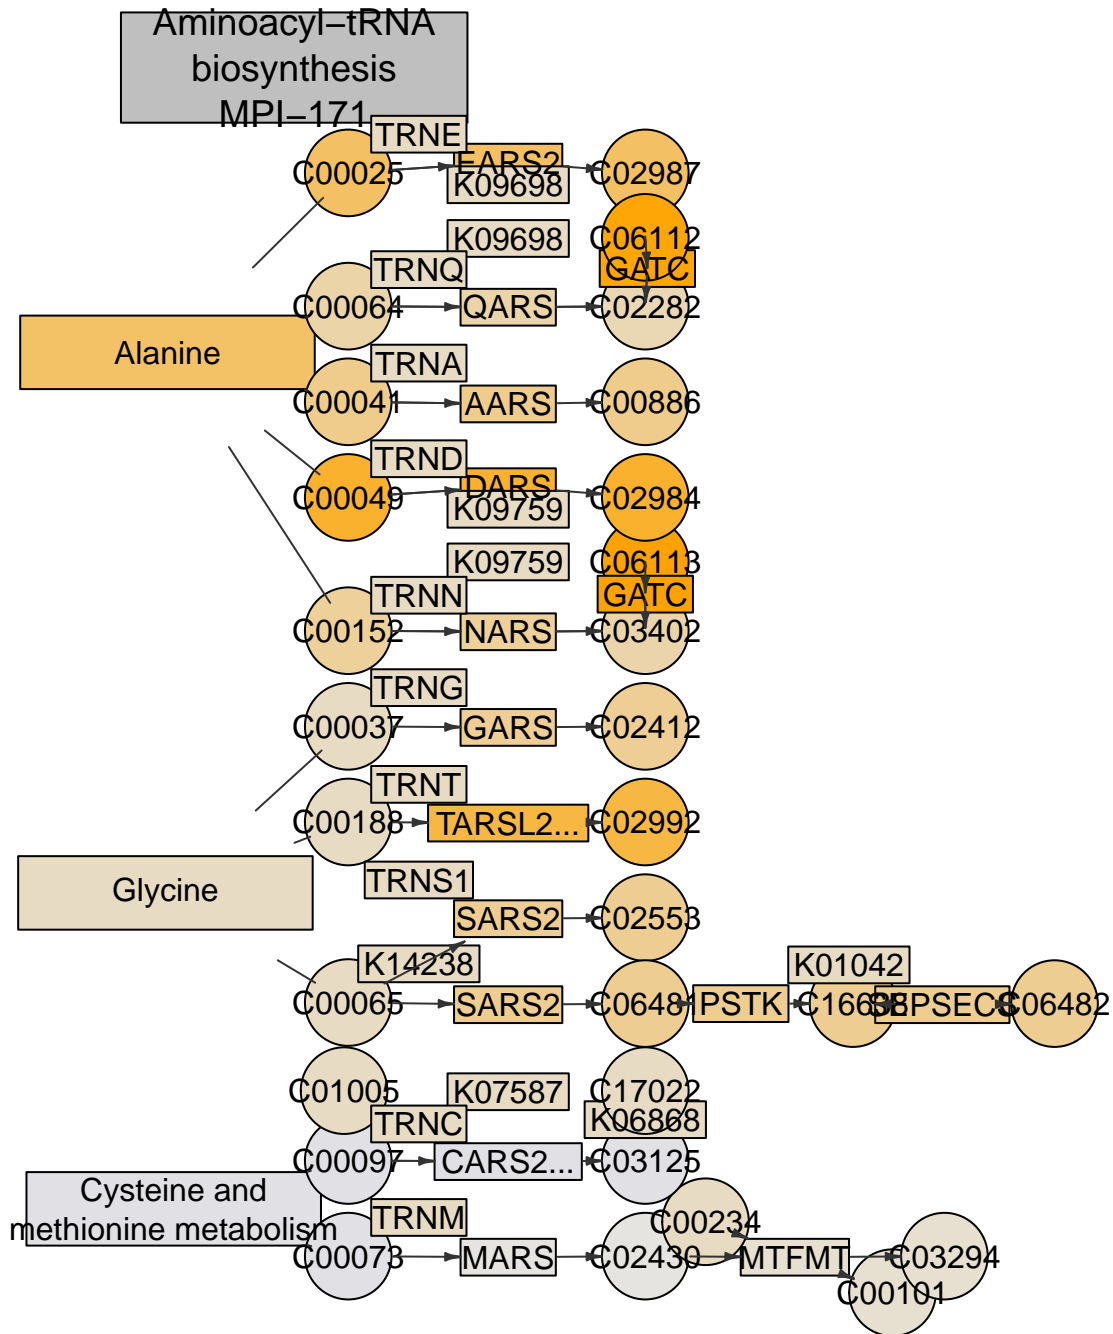 Aminoacyl−tRNA
biosynthesis
MPI−171
TRNE
C00025
EARS2
K09698
C02987
K09698
C06112
TRNQ
GATC
C00064
QARS
C02282
Alanine
TRNA
C00041
AARS
C00886
TRND
C00049
DARS
K09759
C02984
K09759
C06113
TRNN
GATC
C00152
NARS
C03402
TRNG
C00037
GARS
C02412
TRNT
C00188
TARSL2...
C02992
Glycine
TRNS1
SARS2
C02553
K14238
K01042
C00065
SARS2
C06481
PSTK
SEPSECS
C06482
C01005
K07587
C17022
TRNC
K06868
C00097
CARS2...
C03125
Cysteine and
methionine metabolism
TRNM
C00234
C00073
MARS
C02430
MTFMT
C03294
C00101